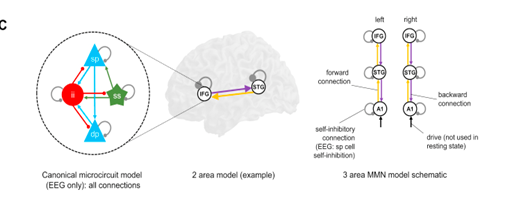 C
left right
IFG IFG
sp
ii
ss
dp
IFG
STG
STG STG
forward
connection
backward
connection
A1 A1
self-inhibitory
connection
(EEG: sp cell
self-inhibition)
drive (not used in
resting state)
Canonical microcircuit model
(EEG only): all connections
2 area model (example)
3 area MMN model schematic